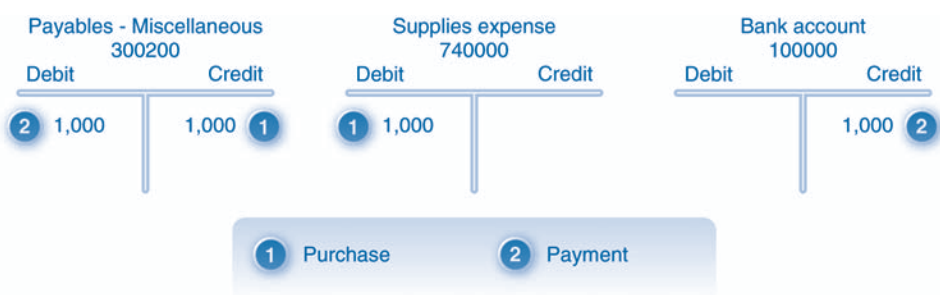 Payables - Miscellaneous
300200
Debit Credit
2 1,000 1,000 1
Supplies expense
740000
Debit Credit
1 1,000
Bank account
100000
Debit Credit
1,000 2
1 Purchase 2 Payment